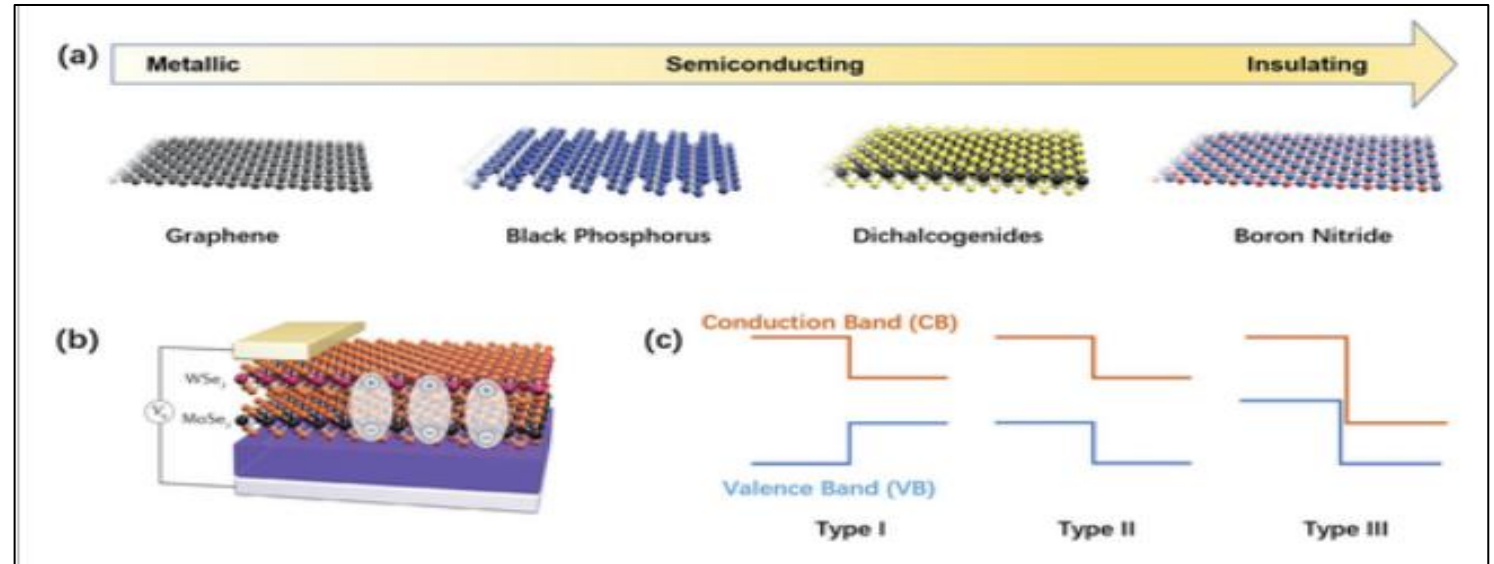 (a) Metallic Semiconducting Insulating
Graphene Black Phosphorus Dichalcogenides Boron Nitride
(b)
WSe₂
V
MoSe₂
(c)
Conduction Band (CB)
Valence Band (VB)
Type I Type II Type III